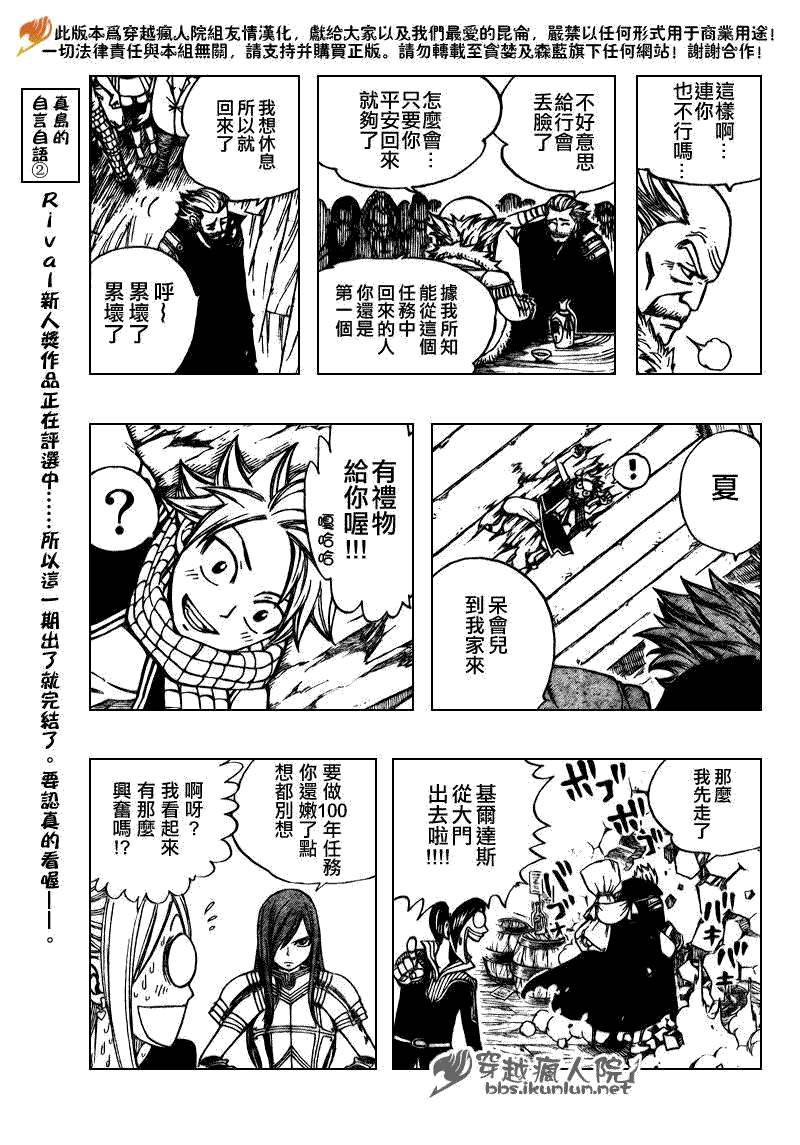 此版本爲穿越瘋人院組友情漢化，獻給大家以及我們最愛的昆侖，嚴禁以任何形式用于商業用途！
一切法律責任與本組無關，請支持并購買正版。請勿轉載至貪婪及森藍旗下任何網站！謝謝合作！
這樣啊…
連你
也不行嗎…
不好意思
給行會
丟臉了
怎麽會…
只要你
平安回來
就夠了
據我所知
能從這個
任務中
回來的人
你還是
第一個
我想休息
所以就
回來了
呼～
累壞了
累壞了
夏
！
呆會兒
到我家來
有禮物
給你喔!!!
嘎哈哈
？
那麼
我先走了
基爾達斯
從大門
出去啦!!!!
バキ
ボゴ
バキ
要做100年任務
你還嫩了點
想都別想
啊呀？
我看起來
有那麼
興奮嗎!?
真島的
自言自語②
Rival新人獎作品正在評選中……所以這一期出了就完結了。要認真的看喔——。
穿越瘋人院
bbs.ikunlun.net